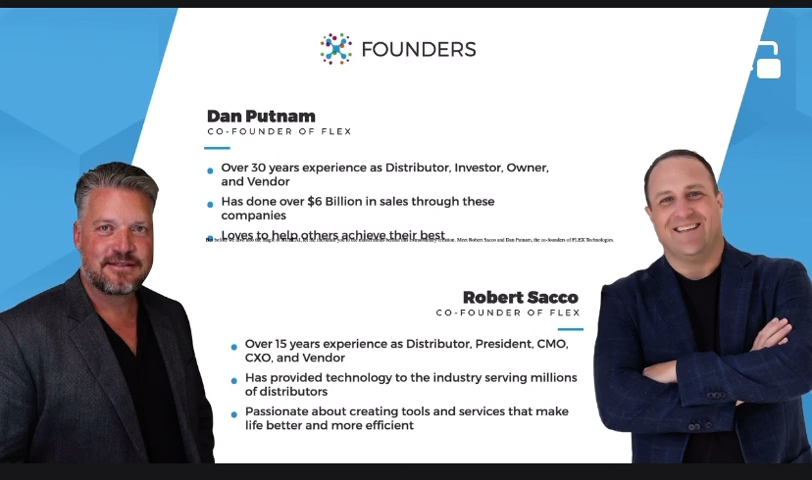 FOUNDERS
Dan Putnam
CO-FOUNDER OF FLEX
Over 30 years experience as Distributor, Investor, Owner,
and Vendor
Has done over $6 Billion in sales through these
companies
Loves to help others achieve their best
Meet Robert Sacco and Dan Putnam, the co-founders of FLEX Technologies.
Robert Sacco
CO-FOUNDER OF FLEX
Over 15 years experience as Distributor, President, CMO,
CXO, and Vendor
Has provided technology to the industry serving millions
of distributors
Passionate about creating tools and services that make
life better and more efficient